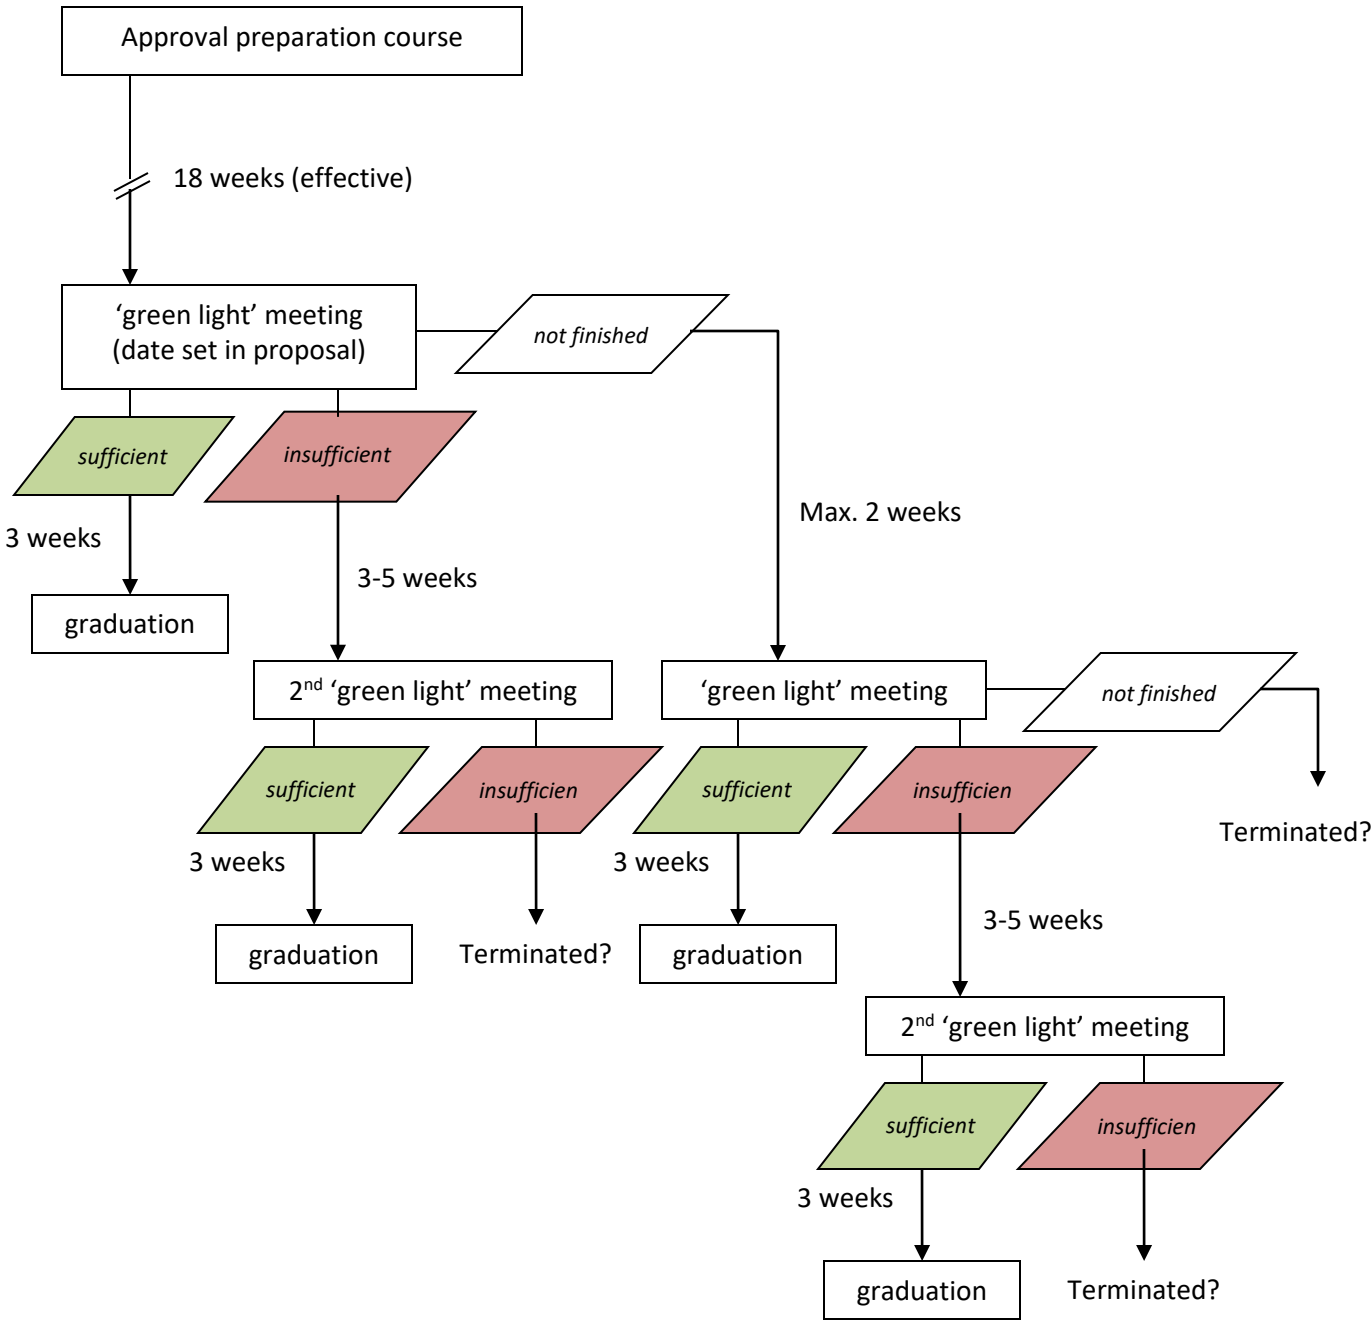 Approval preparation course
18 weeks (effective)
‘green light’ meeting
(date set in proposal)
not finished
sufficient
insufficient
3 weeks
Max. 2 weeks
3-5 weeks
graduation
2nd ‘green light’ meeting
‘green light’ meeting
not finished
sufficient
insufficien
sufficient
insufficien
Terminated?
3 weeks
3 weeks
3-5 weeks
graduation
Terminated?
graduation
2nd ‘green light’ meeting
sufficient
insufficien
3 weeks
graduation
Terminated?